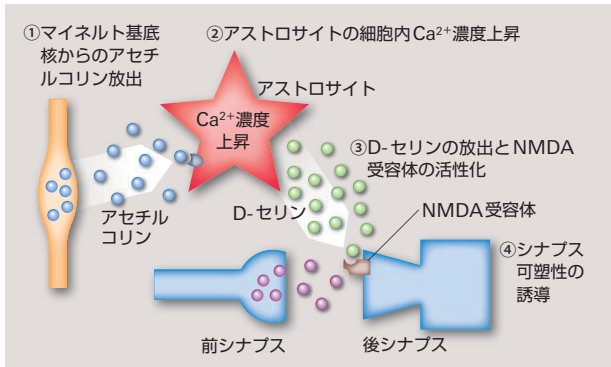 ①マイネルト基底
核からのアセチ
ルコリン放出
②アストロサイトの細胞内Ca²⁺濃度上昇
アストロサイト
Ca²⁺濃度
上昇
③D-セリンの放出とNMDA
受容体の活性化
アセチル
コリン
D-セリン
NMDA受容体
④シナプス
可塑性の
誘導
前シナプス
後シナプス